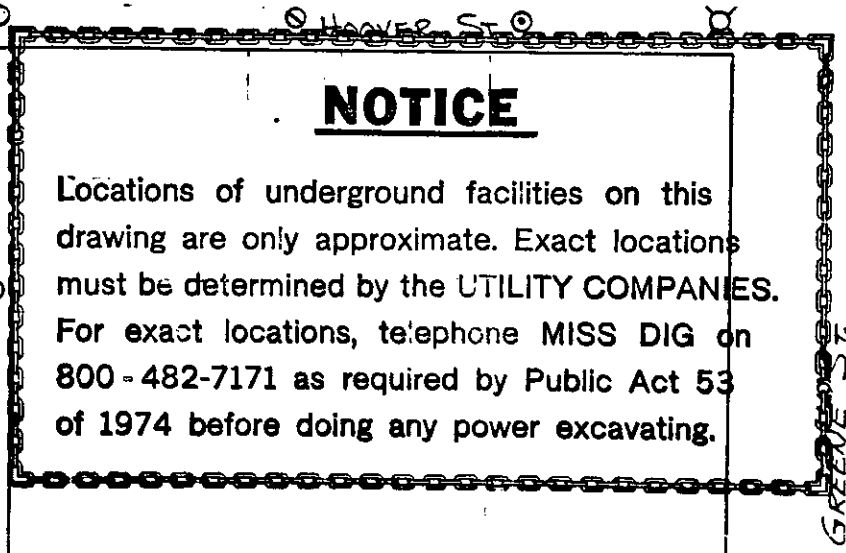 HOOVER ST
NOTICE
Locations of underground facilities on this
drawing are only approximate. Exact locations
must be determined by the UTILITY COMPANIES.
For exact locations, telephone MISS DIG on
800-482-7171 as required by Public Act 53
of 1974 before doing any power excavating.
GREENE ST